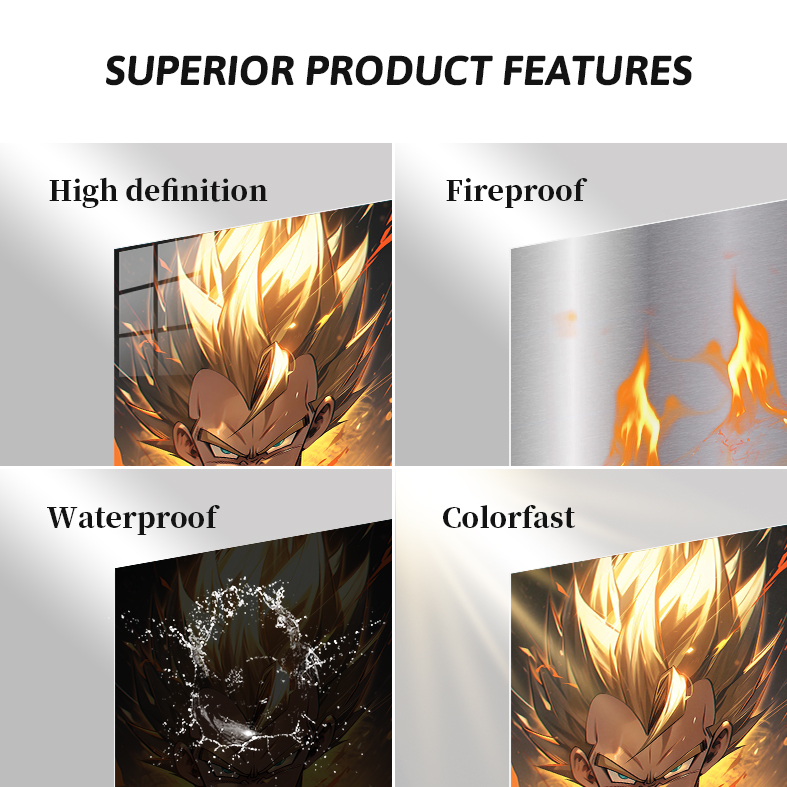 SUPERIOR PRODUCT FEATURES
High definition
Fireproof
Waterproof
Colorfast